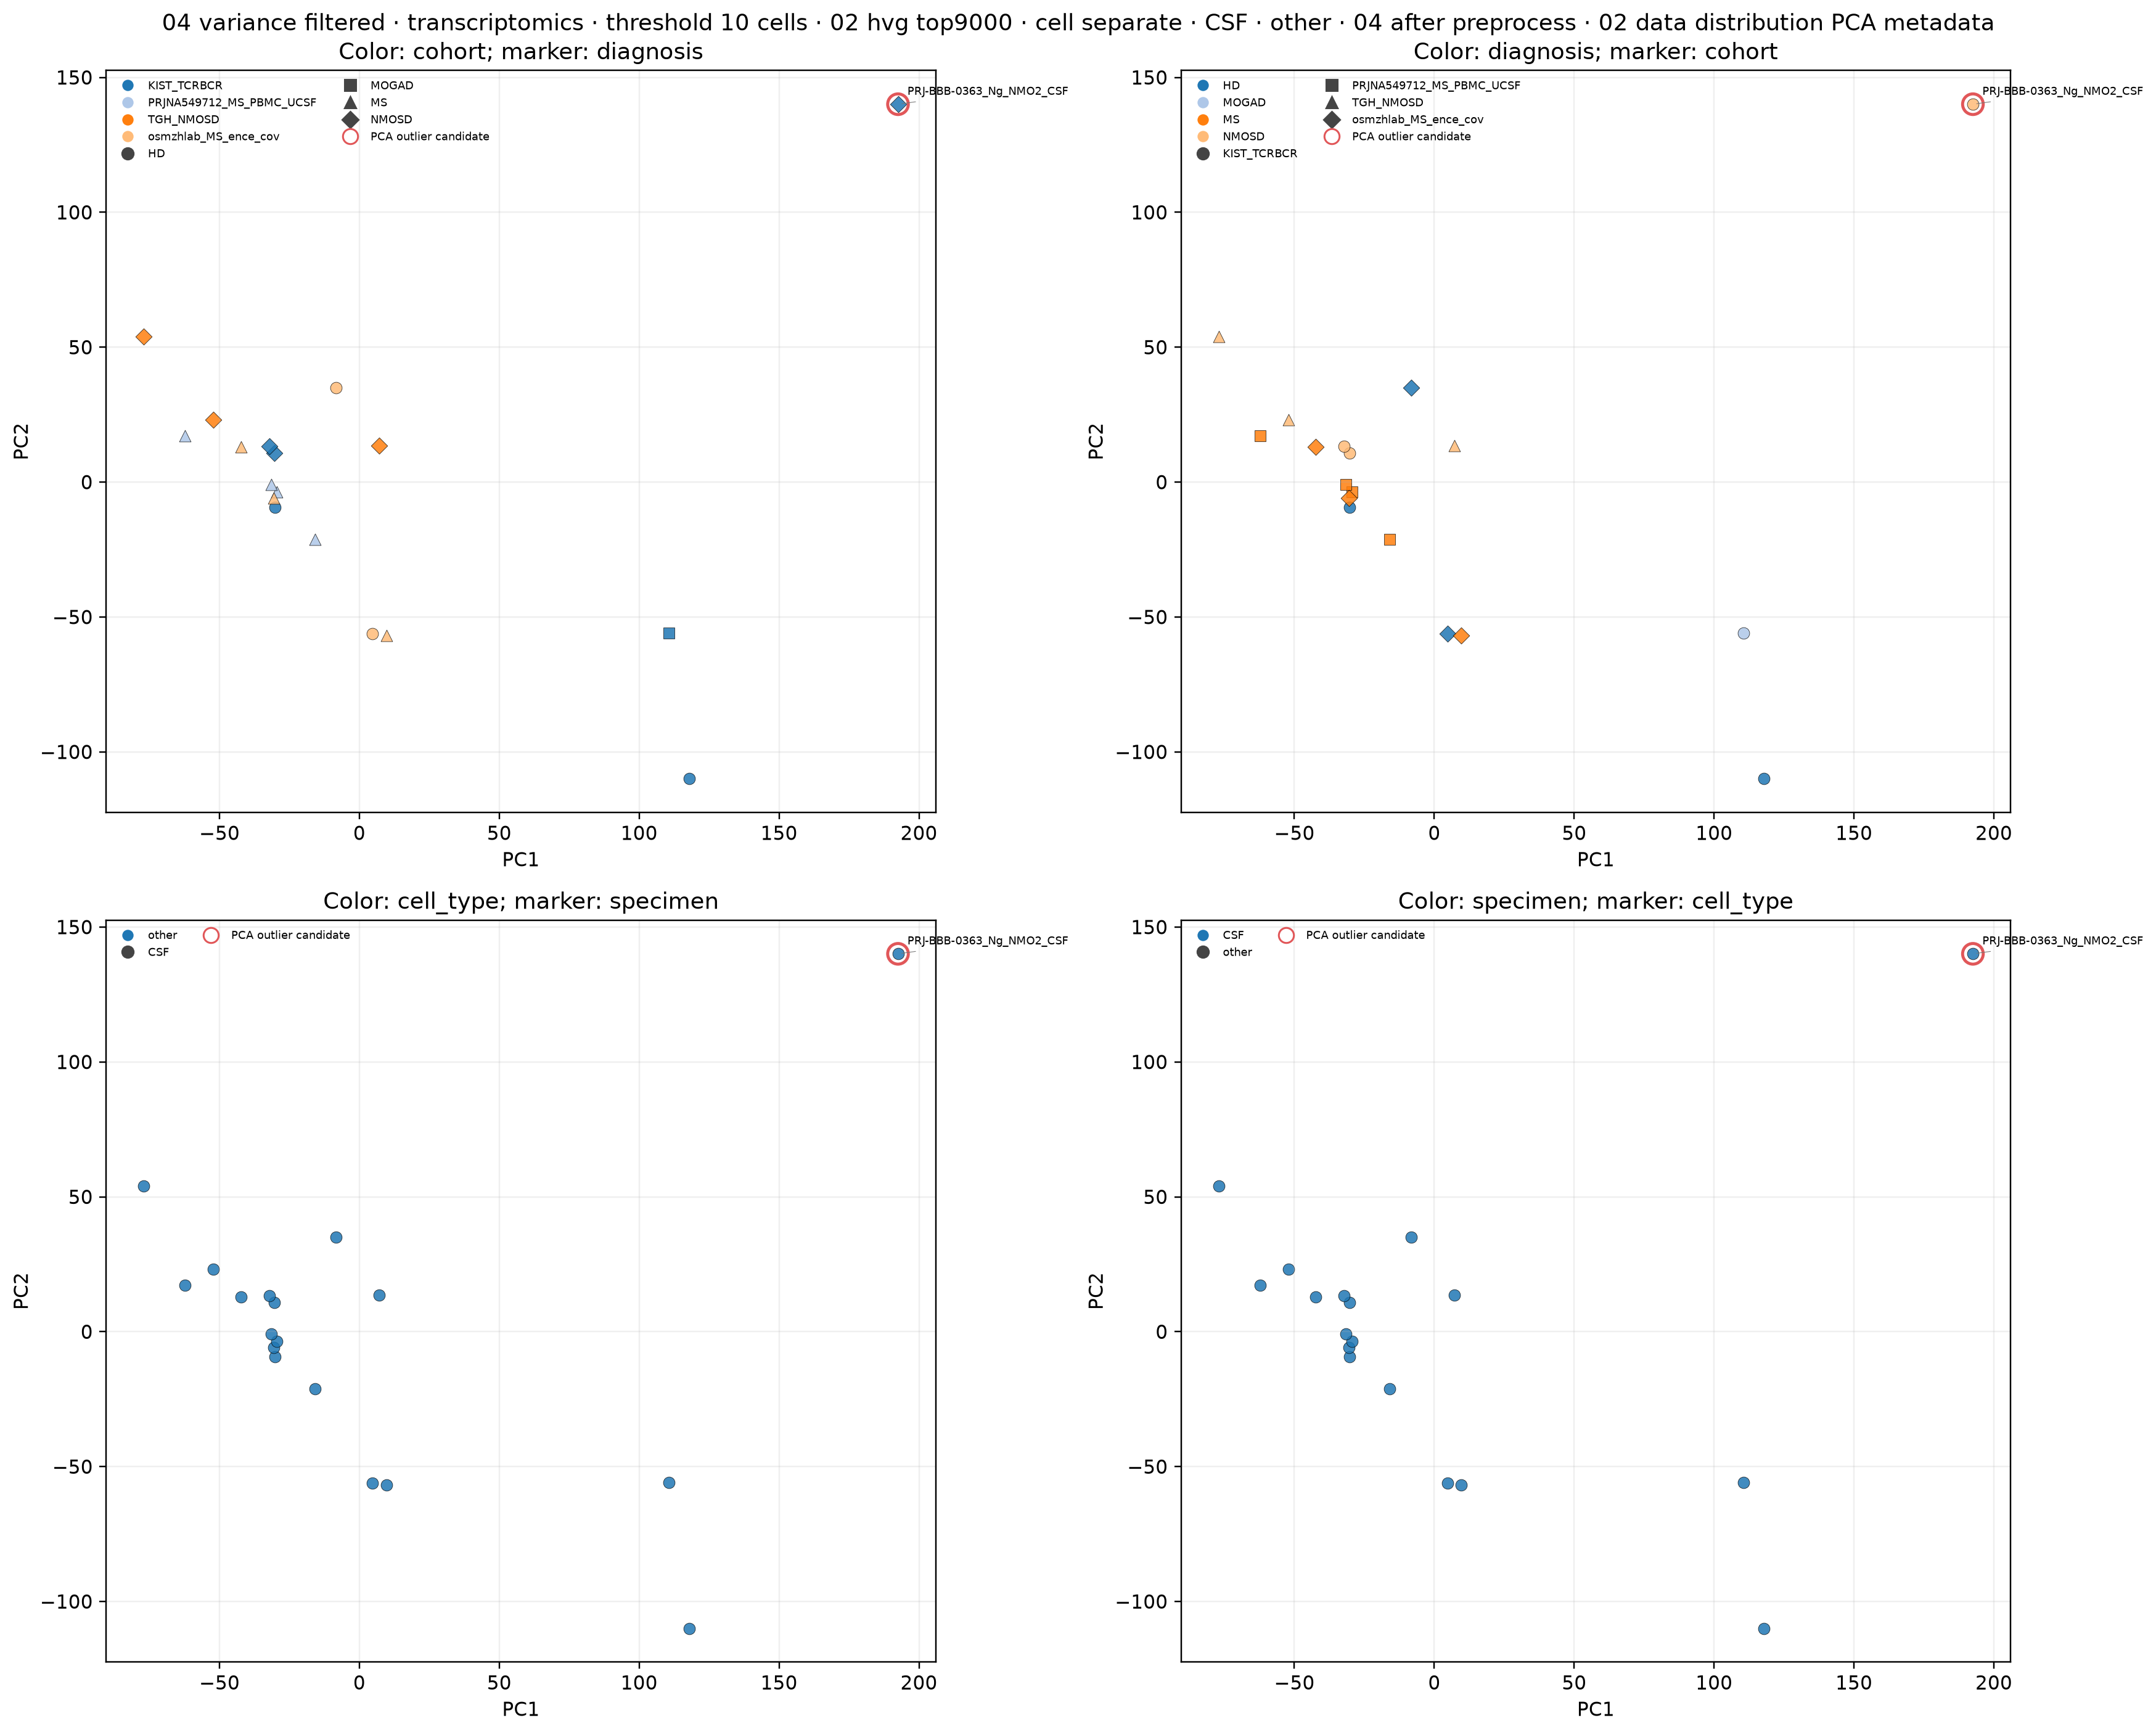 04 variance filtered · transcriptomics · threshold 10 cells · 02 hvg top9000 · cell separate · CSF · other · 04 after preprocess · 02 data distribution PCA metadata
Color: cohort; marker: diagnosis
KIST_TCRBCR
PRJNA549712_MS_PBMC_UCSF
TGH_NMOSD
osmzhlab_MS_ence_cov
HD
MOGAD
MS
NMOSD
PCA outlier candidate
PRJ-BBB-0363_Ng_NMO2_CSF
150
100
50
0
−50
−100
PC2
−50
0
50
100
150
200
PC1
Color: diagnosis; marker: cohort
HD
MOGAD
MS
NMOSD
KIST_TCRBCR
PRJNA549712_MS_PBMC_UCSF
TGH_NMOSD
osmzhlab_MS_ence_cov
PCA outlier candidate
PRJ-BBB-0363_Ng_NMO2_CSF
150
100
50
0
−50
−100
PC2
−50
0
50
100
150
200
PC1
Color: cell_type; marker: specimen
other
CSF
PCA outlier candidate
PRJ-BBB-0363_Ng_NMO2_CSF
150
100
50
0
−50
−100
PC2
−50
0
50
100
150
200
PC1
Color: specimen; marker: cell_type
CSF
other
PCA outlier candidate
PRJ-BBB-0363_Ng_NMO2_CSF
150
100
50
0
−50
−100
PC2
−50
0
50
100
150
200
PC1